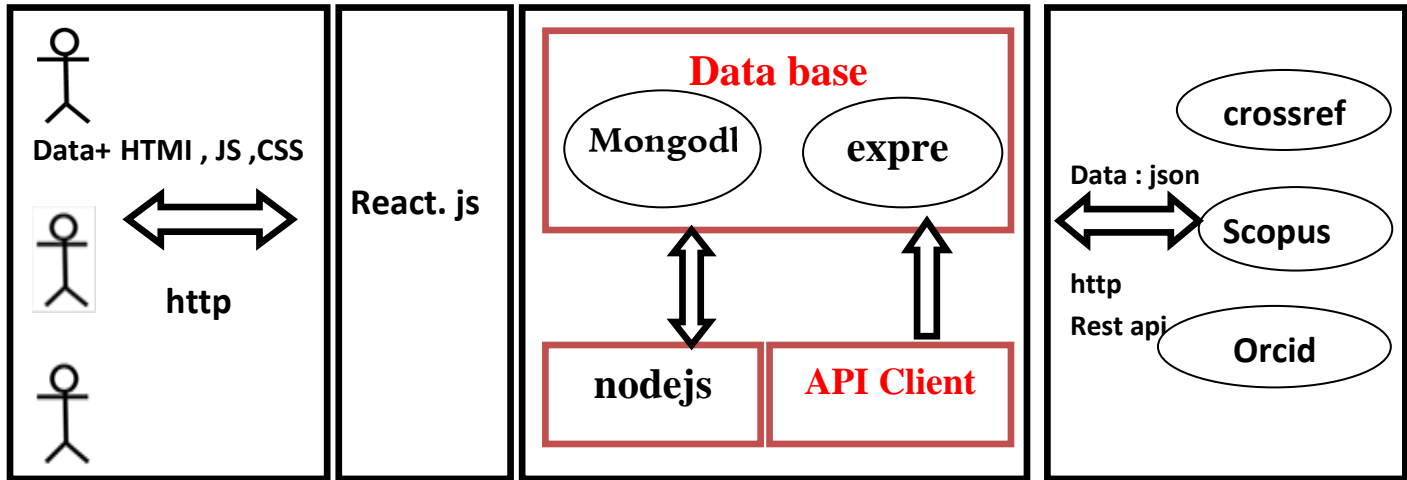 Data+ HTMl , JS ,CSS
http
React. js
Data base
Mongodl
expre
nodejs
API Client
Data : json
http
Rest api
crossref
Scopus
Orcid